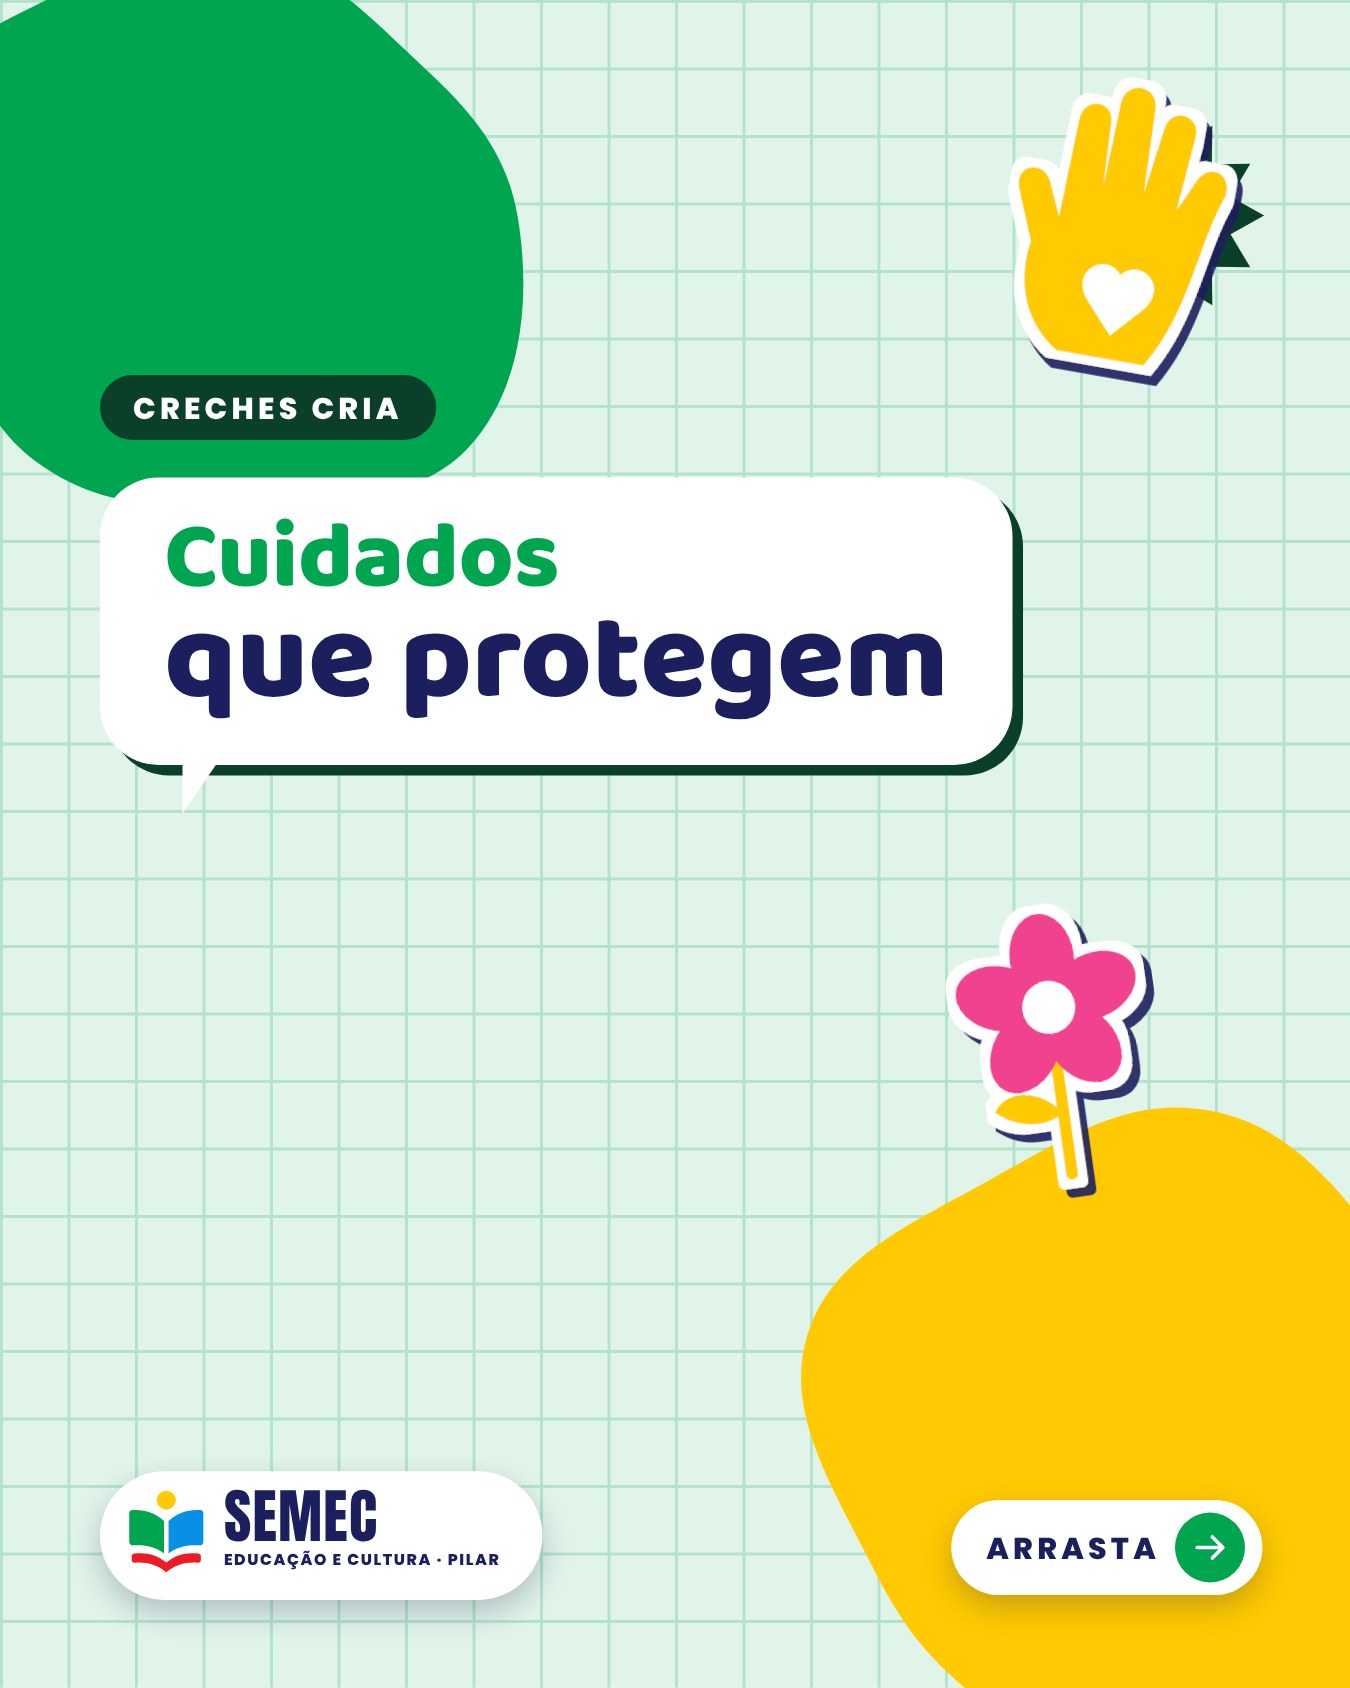 CRECHES CRIA
Cuidados
que protegem
SEMEC
EDUCAÇÃO E CULTURA · PILAR
ARRASTA